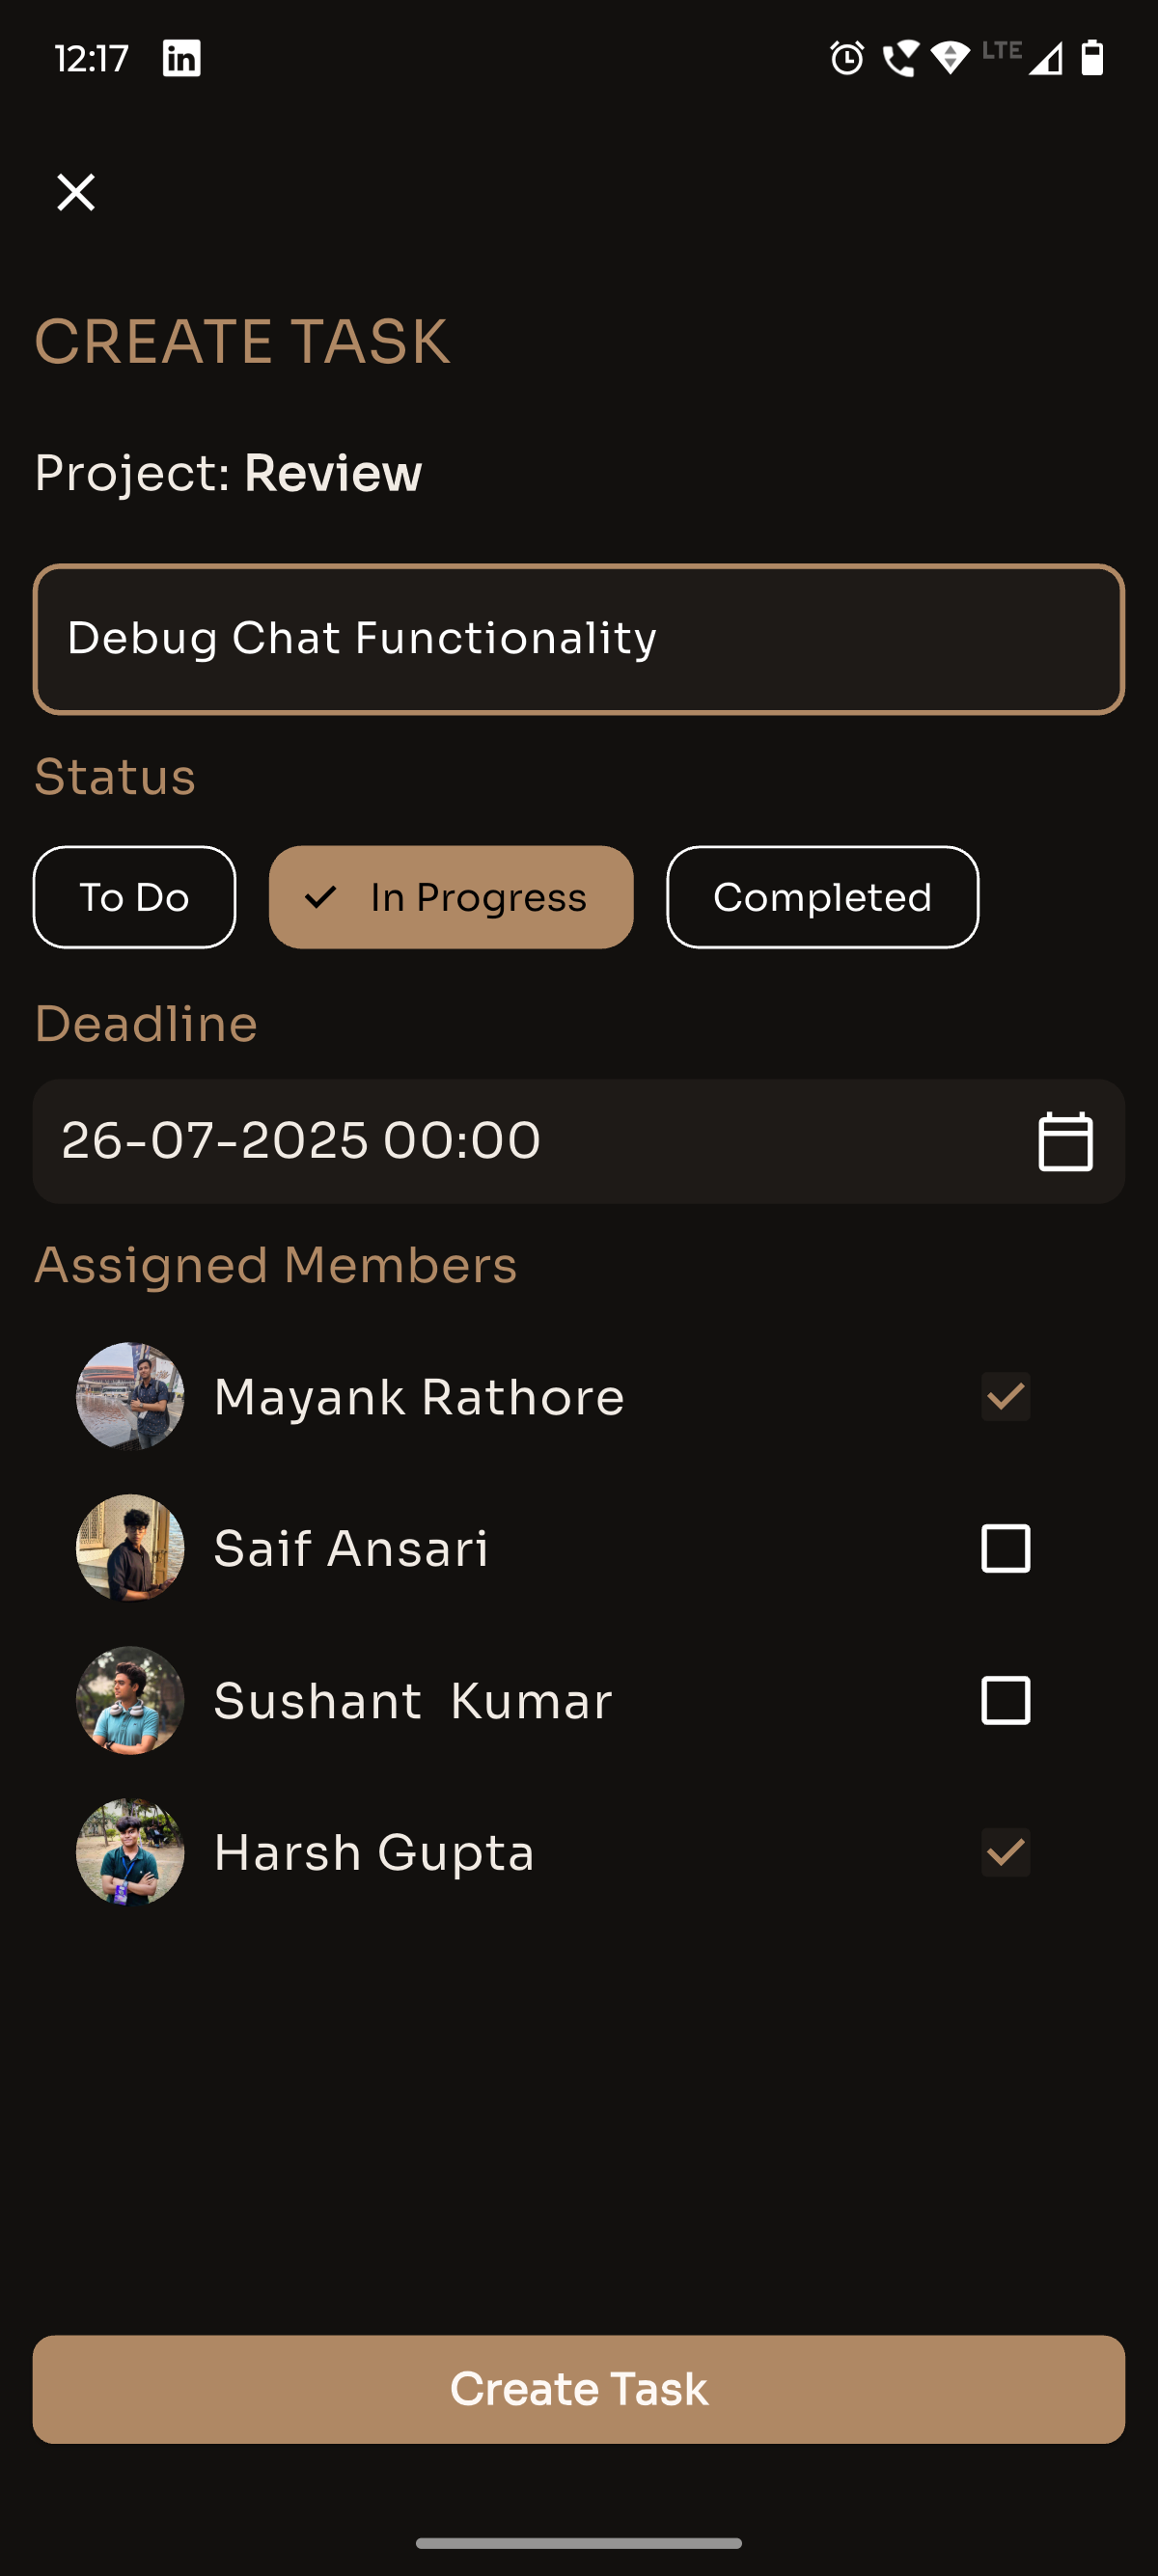 12:17 in LTE
CREATE TASK
Project: Review
Debug Chat Functionality
Status
To Do In Progress Completed
Deadline
26-07-2025 00:00
Assigned Members
Mayank Rathore
Saif Ansari
Sushant  Kumar
Harsh Gupta
Create Task